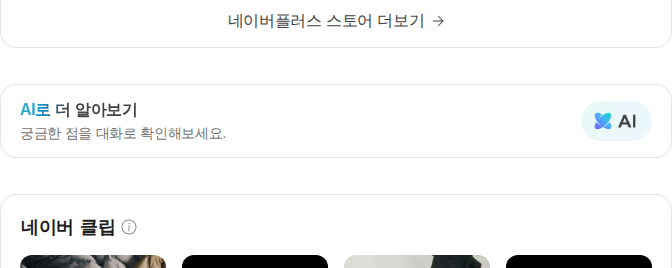 네이버플러스 스토어 더보기 →
AI로 더 알아보기
궁금한 점을 대화로 확인해보세요.
AI
네이버 클립